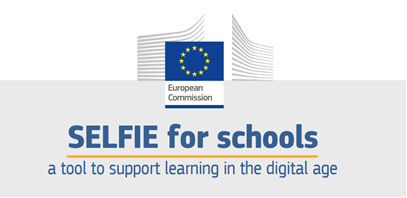 European
Commission
SELFIE for schools
a tool to support learning in the digital age